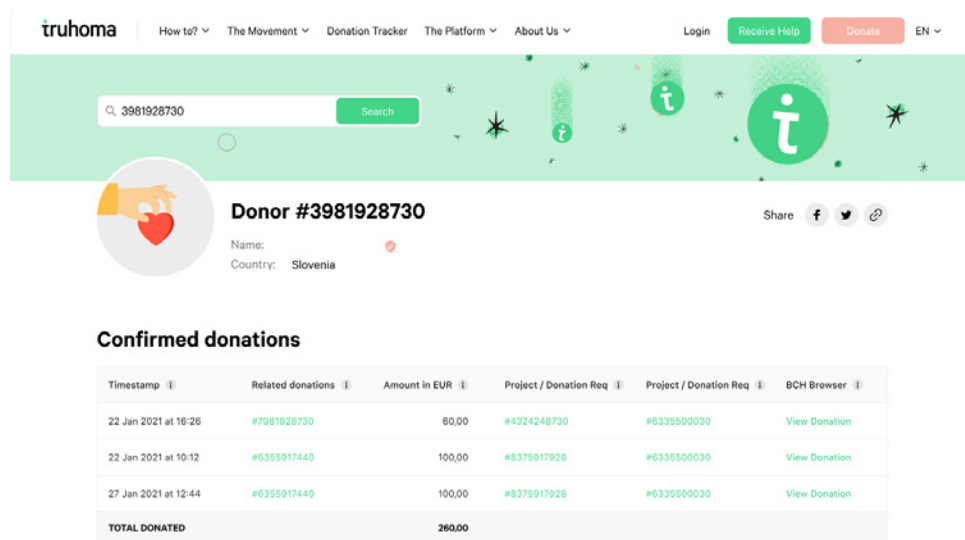 truhoma How to? The Movement Donation Tracker The Platform About Us Login Receive Help Donate EN
3981928730 Search
Donor #3981928730
Share
Name:
Country: Slovenia
Confirmed donations
Timestamp i Related donations i Amount in EUR i Project / Donation Req i Project / Donation Req i BCH Browser i
22 Jan 2021 at 16:26 #7981928730 60,00 #4324248730 #6335500030 View Donation
22 Jan 2021 at 10:12 #6355917440 100,00 #8375917928 #6335500030 View Donation
27 Jan 2021 at 12:44 #6355917440 100,00 #8375917928 #6335500030 View Donation
TOTAL DONATED 260,00